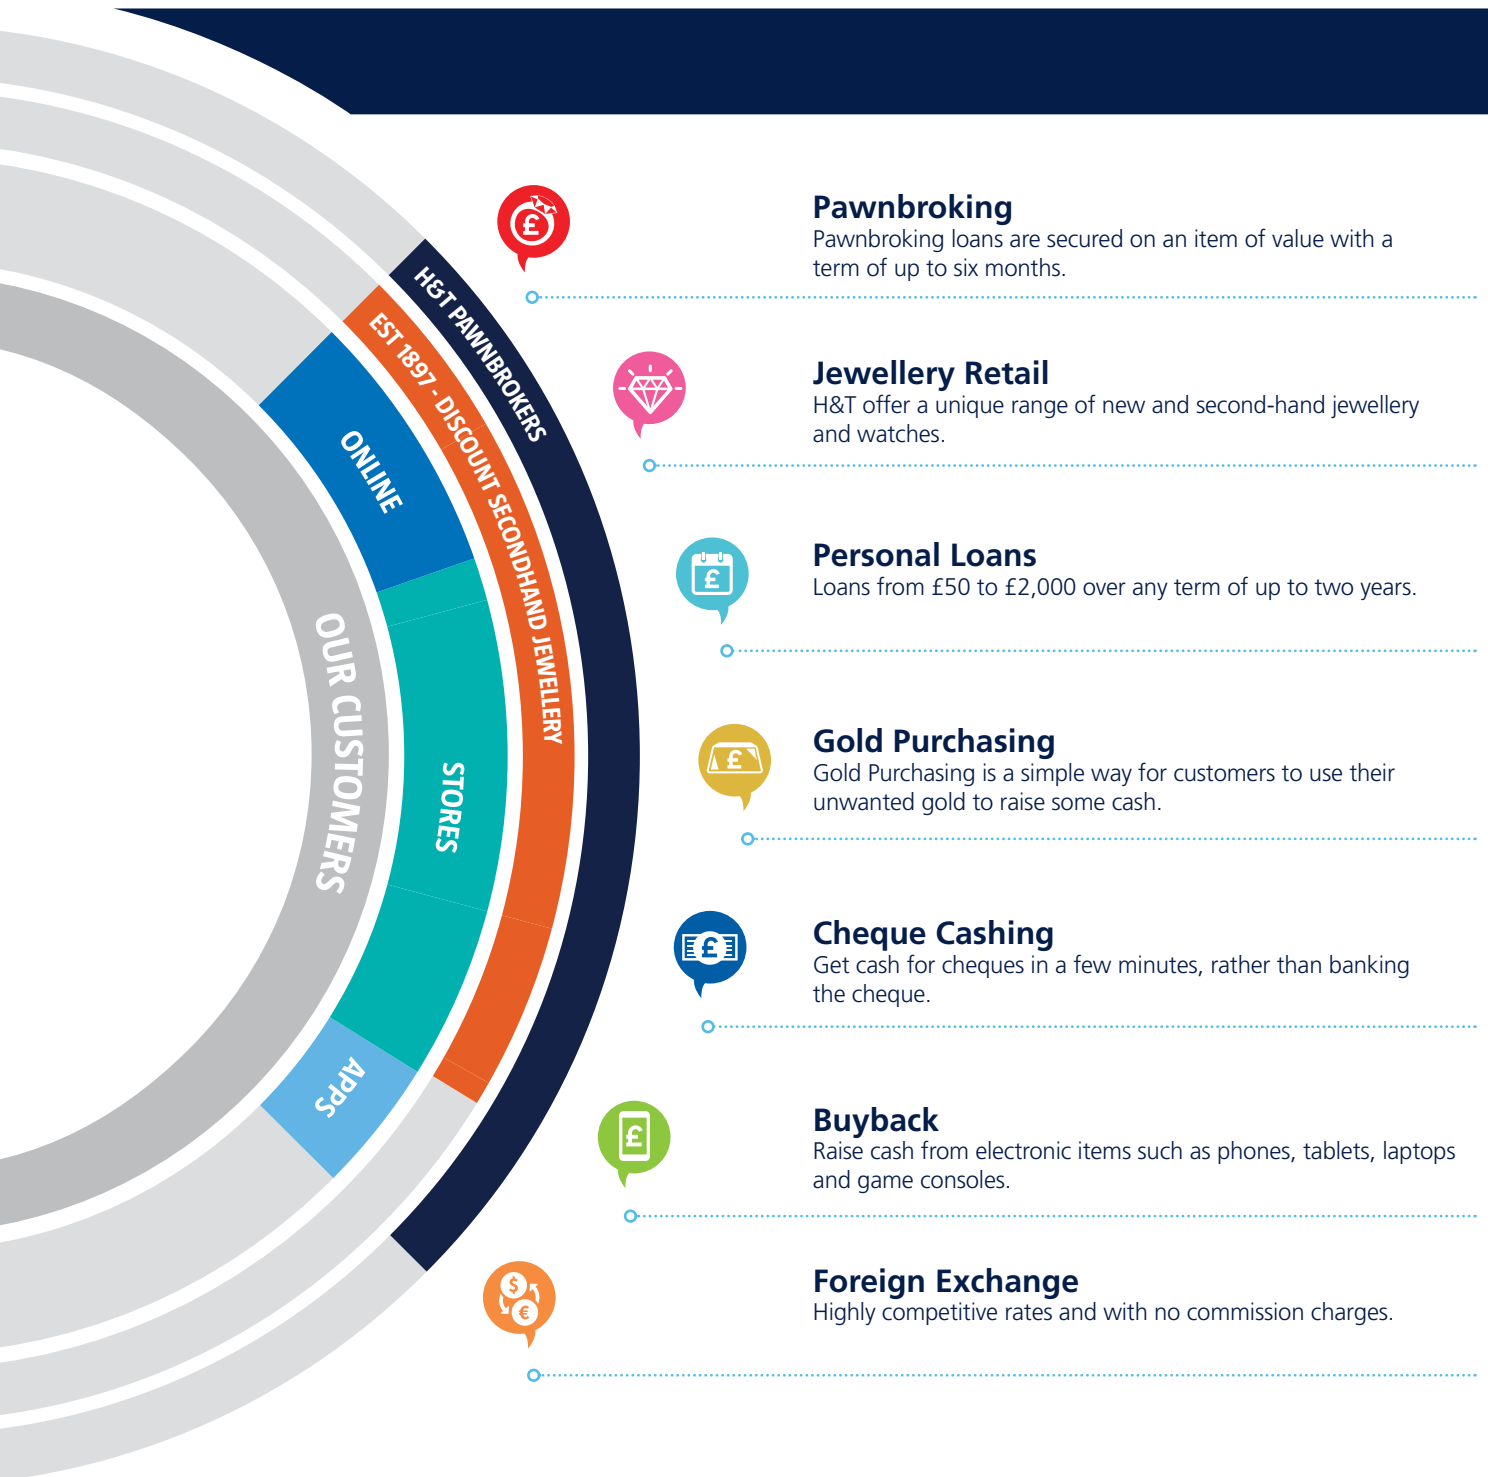 H&T PAWNBROKERS
EST 1897 - DISCOUNT SECONDHAND JEWELLERY
ONLINE
STORES
APPS
OUR CUSTOMERS
£
Pawnbroking
Pawnbroking loans are secured on an item of value with a
term of up to six months.
Jewellery Retail
H&T offer a unique range of new and second-hand jewellery
and watches.
£
Personal Loans
Loans from £50 to £2,000 over any term of up to two years.
£
Gold Purchasing
Gold Purchasing is a simple way for customers to use their
unwanted gold to raise some cash.
£
Cheque Cashing
Get cash for cheques in a few minutes, rather than banking
the cheque.
£
Buyback
Raise cash from electronic items such as phones, tablets, laptops
and game consoles.
$
€
Foreign Exchange
Highly competitive rates and with no commission charges.